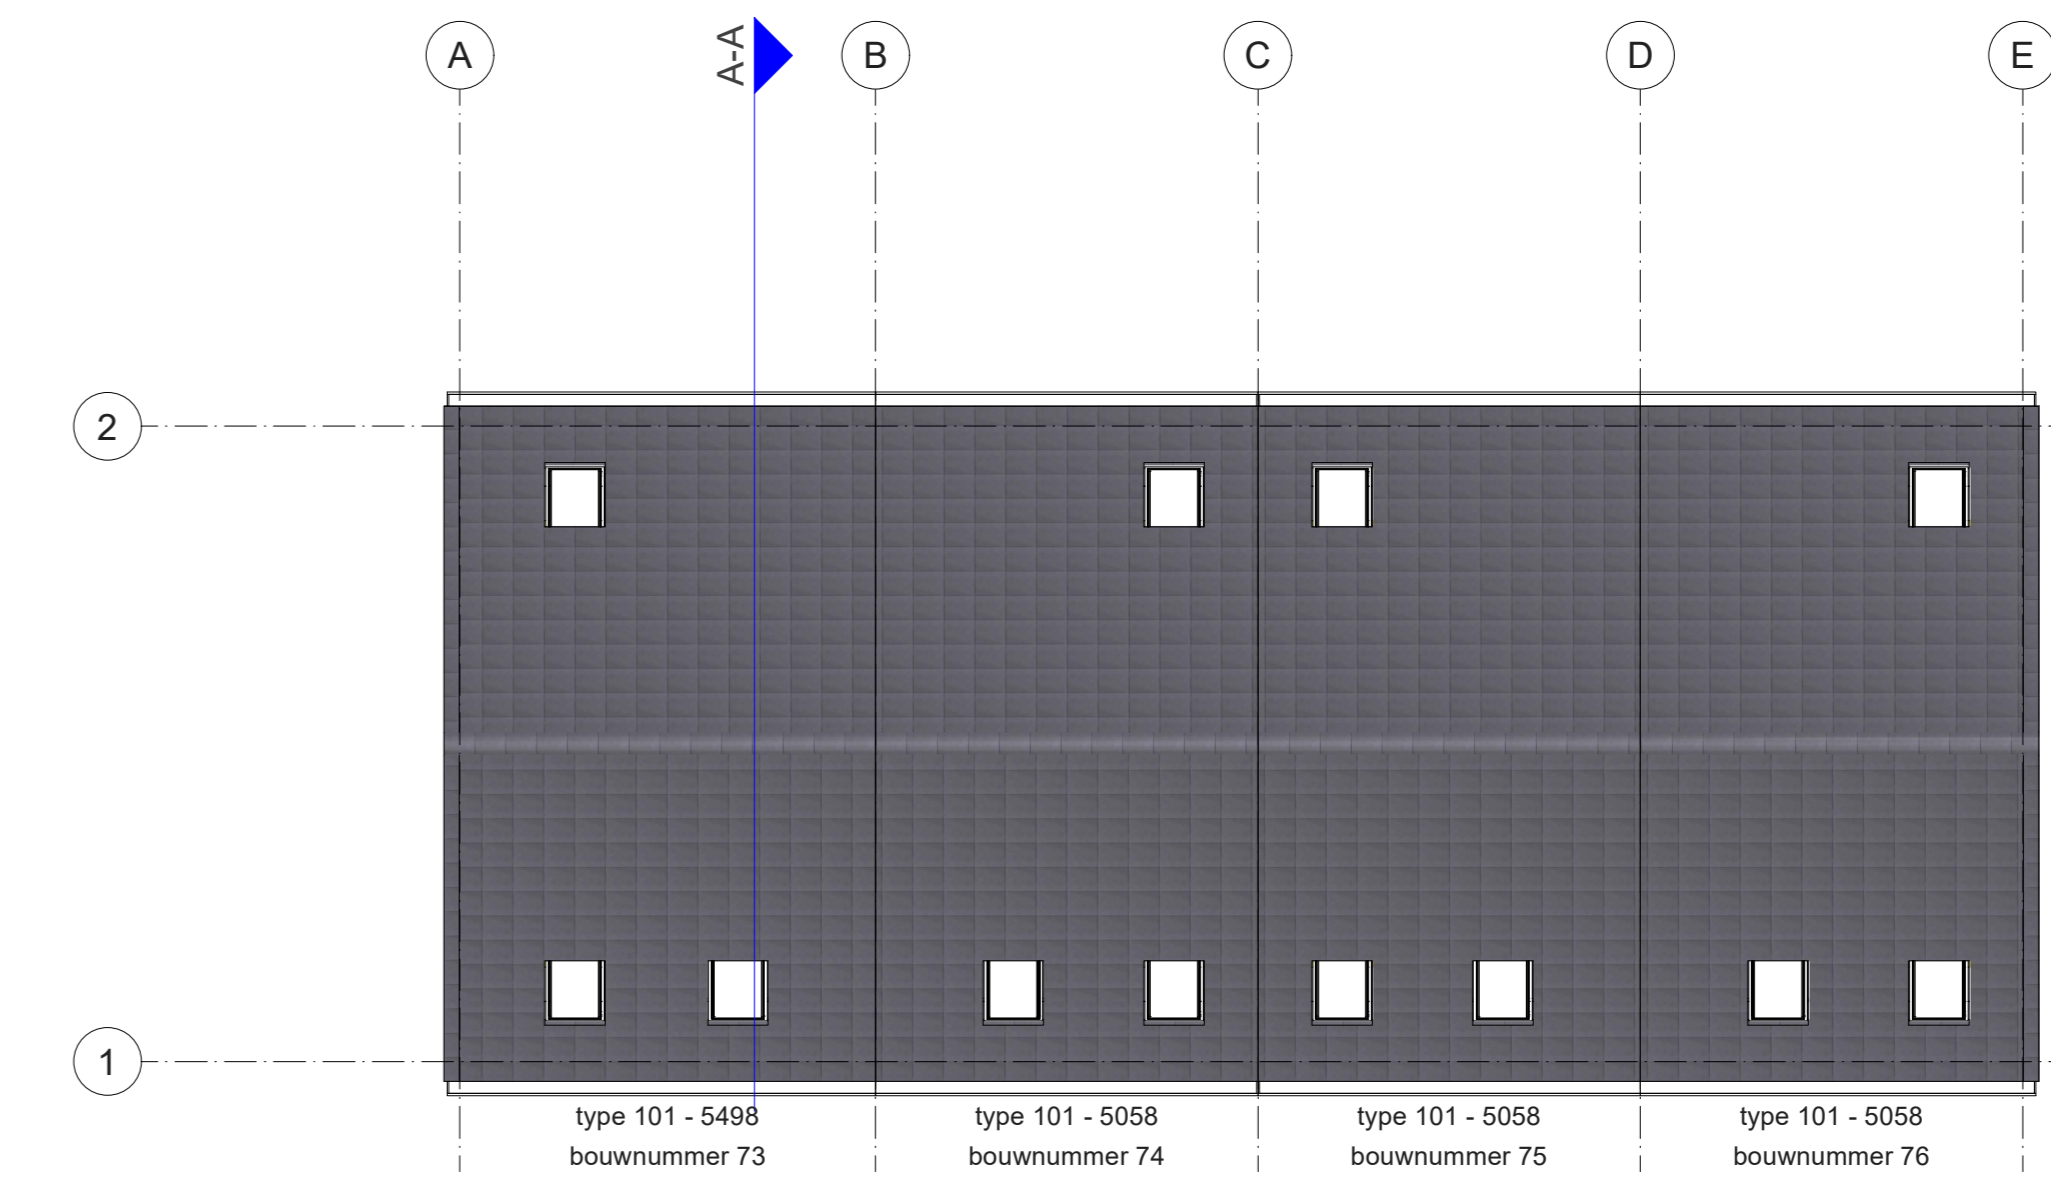 A
A-A
B
C
D
E
2
1
type 101 - 5498
bouwnummer 73
type 101 - 5058
bouwnummer 74
type 101 - 5058
bouwnummer 75
type 101 - 5058
bouwnummer 76